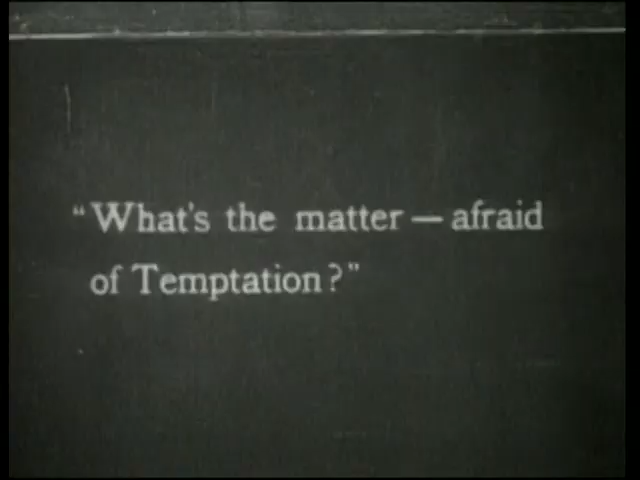 “What's the matter — afraid
of Temptation?”